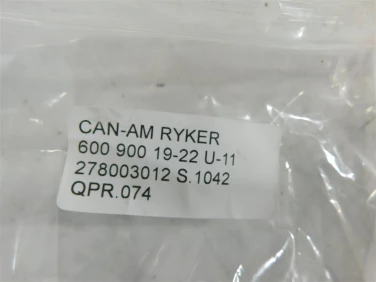 CAN-AM RYKER
600 900 19-22 U-11
278003012 S.1042
QPR.074